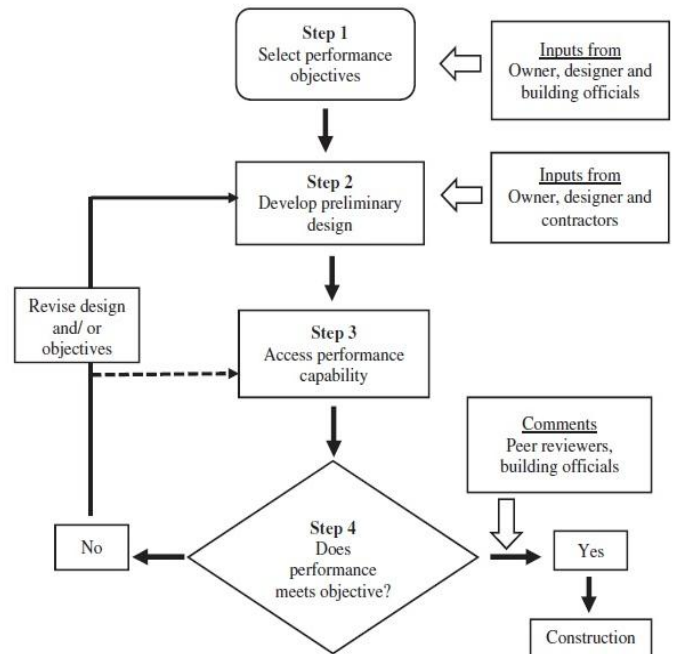 Step 1
Select performance
objectives
Inputs from
Owner, designer and
building officials
Step 2
Develop preliminary
design
Inputs from
Owner, designer and
contractors
Revise design
and/ or
objectives
Step 3
Access performance
capability
Comments
Peer reviewers,
building officials
Step 4
Does
performance
meets objective?
No
Yes
Construction